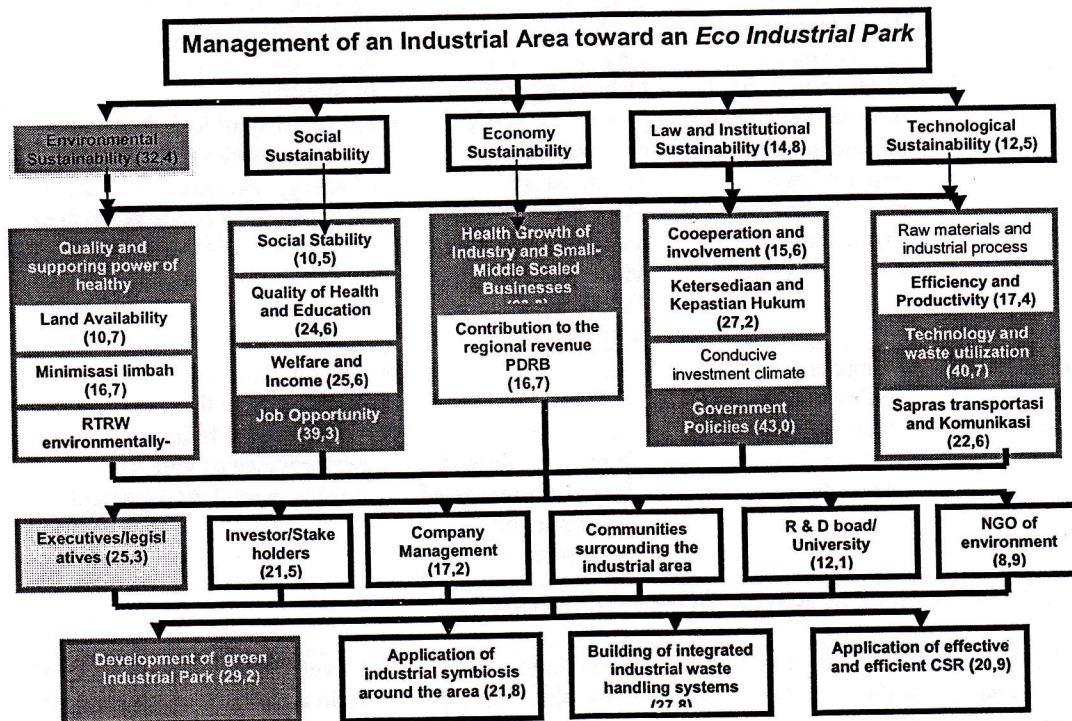 Management of an Industrial Area toward an Eco Industrial Park
Environmental
Sustainability (32,4)
Social
Sustainability
Economy
Sustainability
Law and Institutional
Sustainability (14,8)
Technological
Sustainability (12,5)
Quality and
supporing power of
healthy
Land Availability
(10,7)
Minimisasi limbah
(16,7)
RTRW
environmentally-
Social Stability
(10,5)
Quality of Health
and Education
(24,6)
Welfare and
Income (25,6)
Job Opportunity
(39,3)
Health Growth of
Industry and Small-
Middle Scaled
Businesses
Contribution to the
regional revenue
PDRB
(16,7)
Cooeperation and
involvement (15,6)
Ketersediaan and
Kepastian Hukum
(27,2)
Conducive
investment climate
Government
Policiies (43,0)
Raw materials and
industrial process
Efficiency and
Productivity (17,4)
Technology and
waste utilization
(40,7)
Sapras transportasi
and Komunikasi
(22,6)
Executives/legisl
atives (25,3)
Investor/Stake
holders
(21,5)
Company
Management
(17,2)
Communities
surrounding the
industrial area
R & D boad/
University
(12,1)
NGO of
environment
(8,9)
Development of green
Industrial Park (29,2)
Application of
industrial symbiosis
around the area (21,8)
Building of integrated
industrial waste
handling systems
(27,8)
Application of effective
and efficient CSR (20,9)